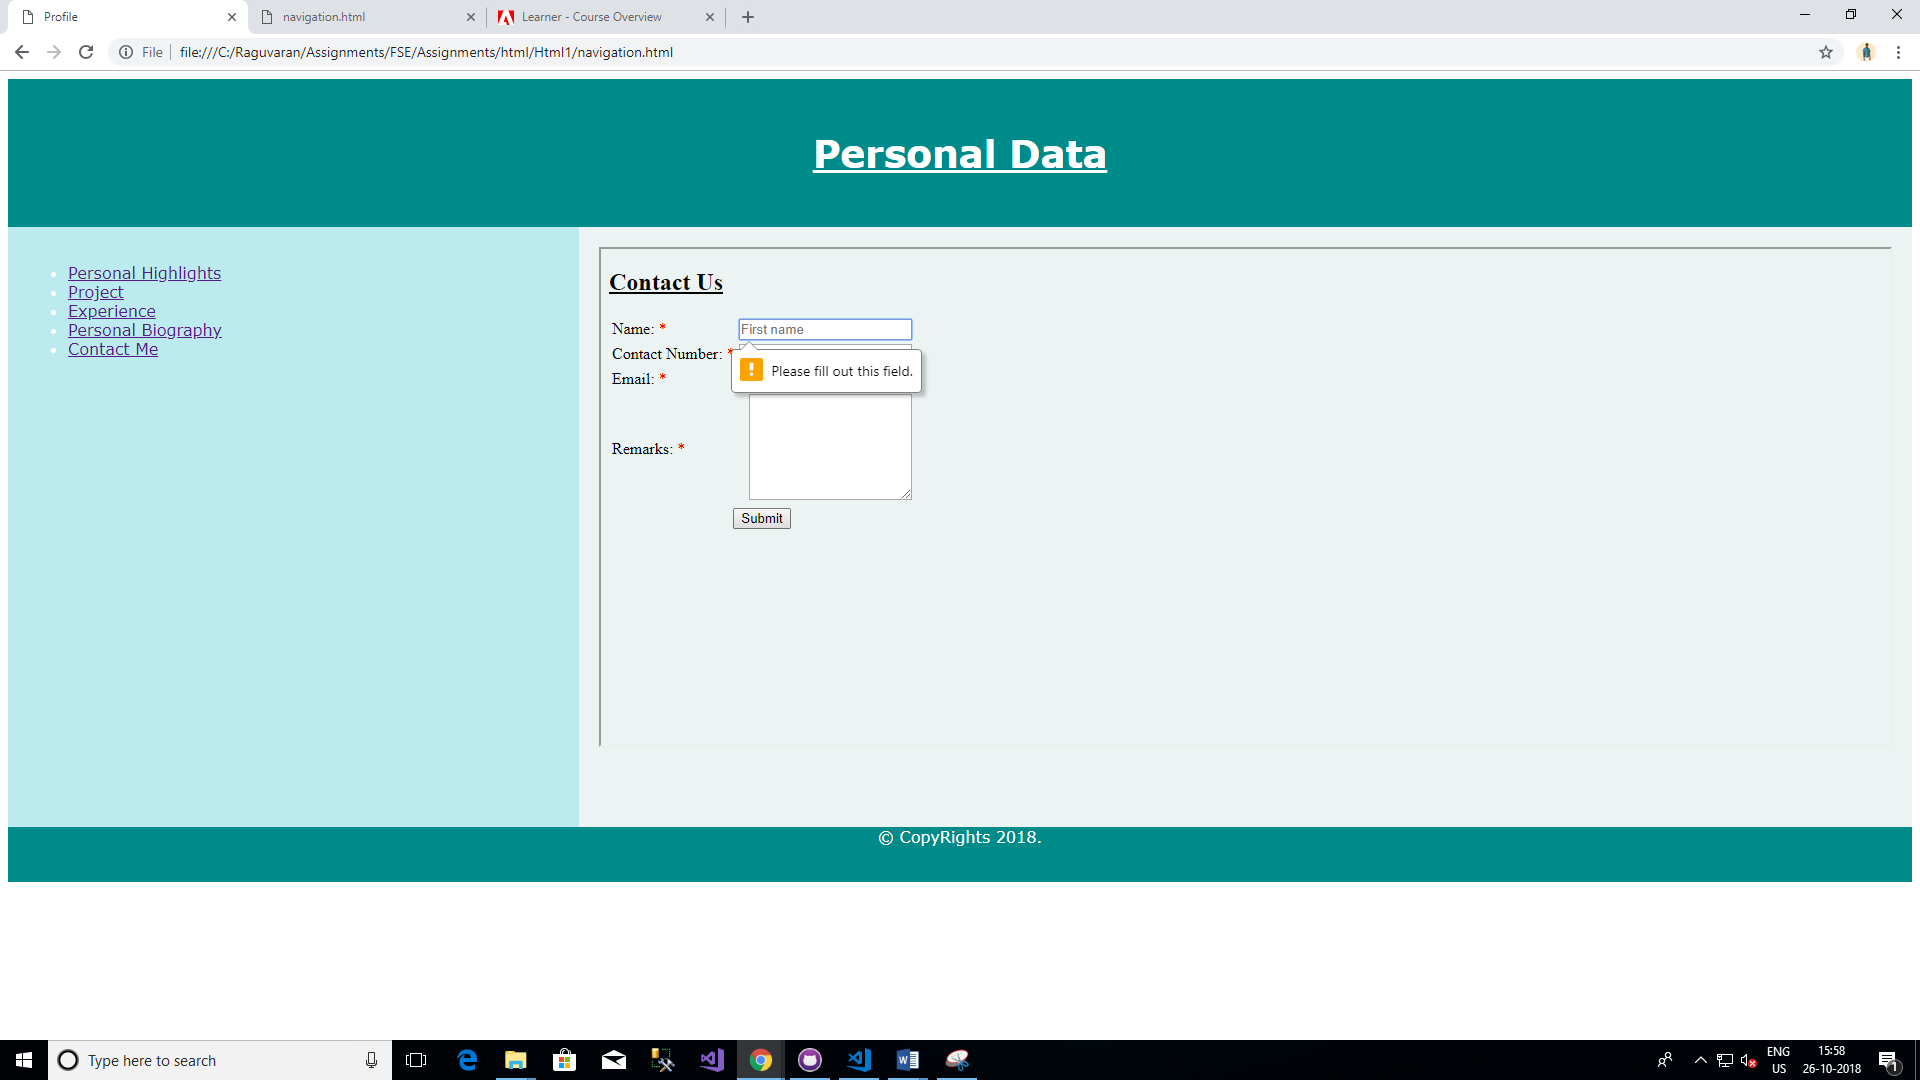 Profile
navigation.html
Learner - Course Overview
File
file:///C:/Raguvaran/Assignments/FSE/Assignments/html/Html1/navigation.html
Personal Data
Personal Highlights
Project
Experience
Personal Biography
Contact Me
Contact Us
Name: *
First name
Contact Number: *
Please fill out this field.
Email: *
Remarks: *
Submit
© CopyRights 2018.
Type here to search
ENG
US
15:58
26-10-2018
1